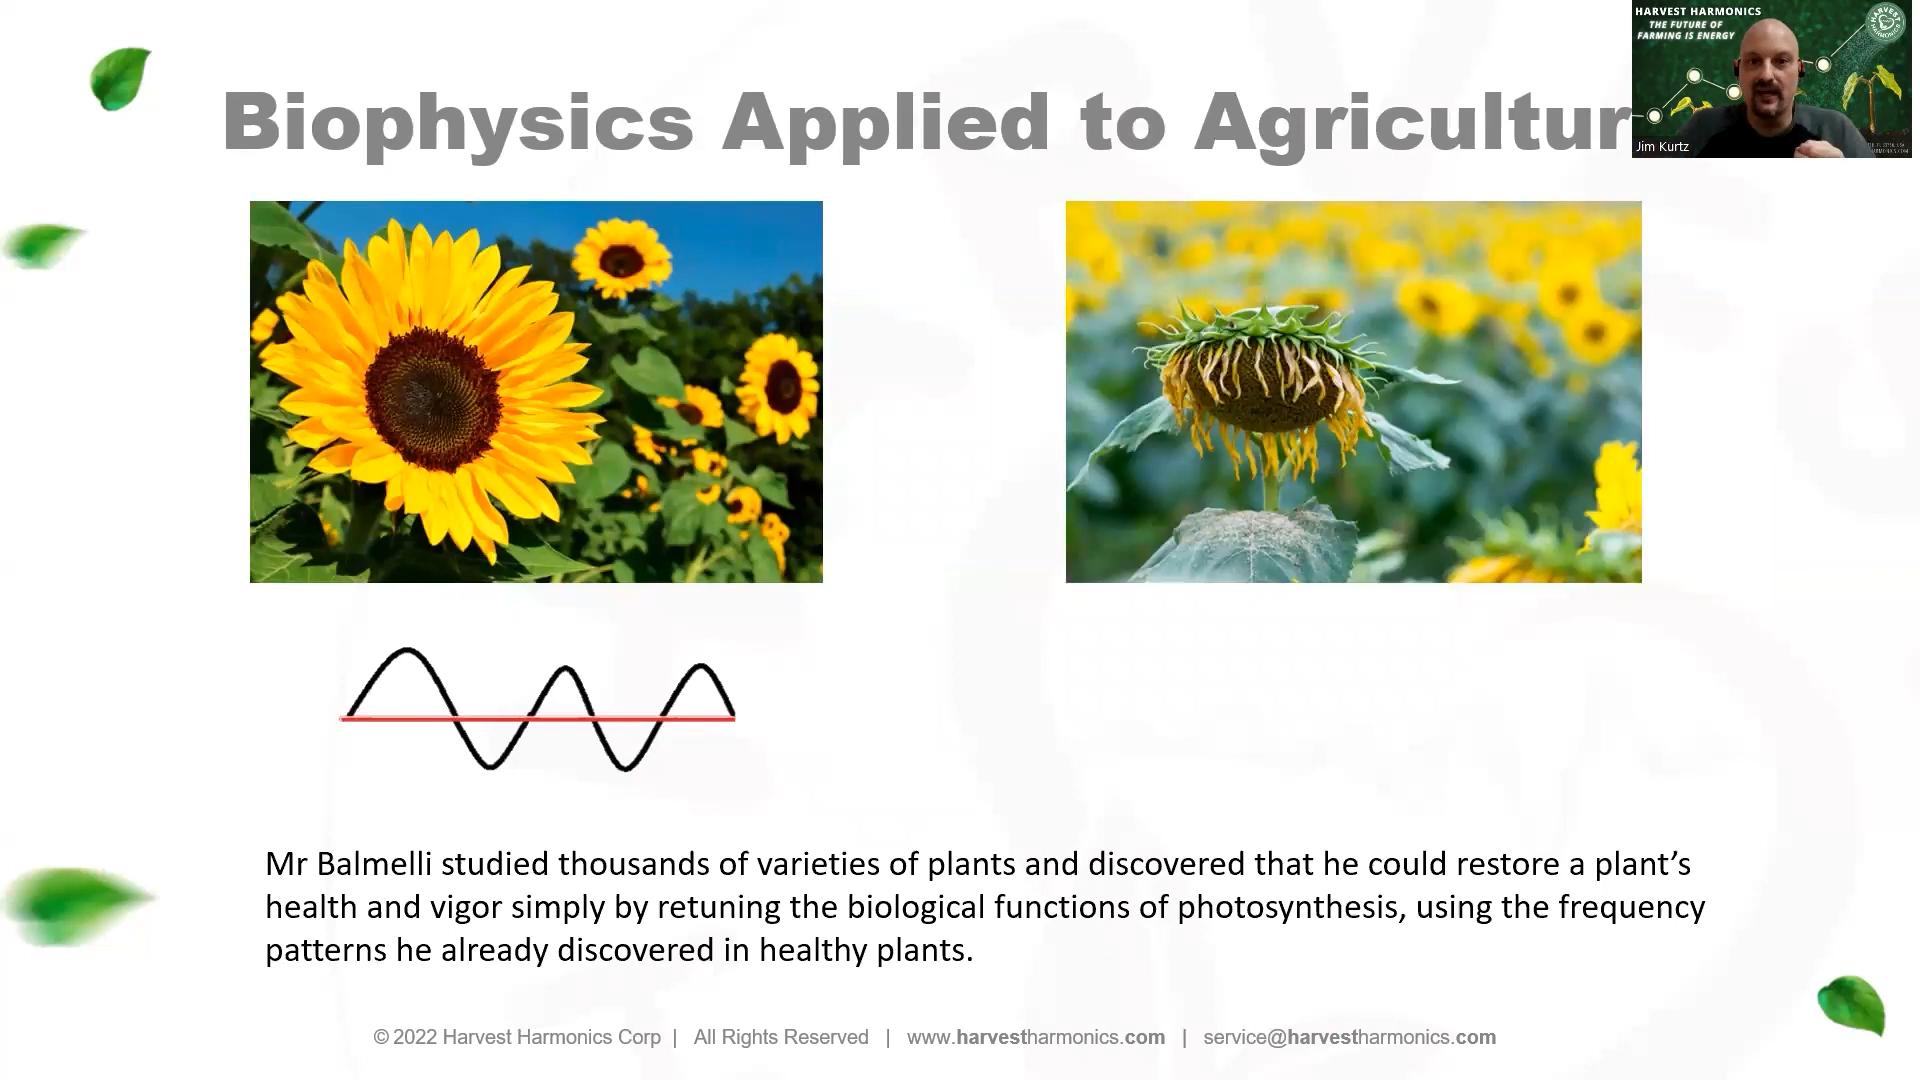 HARVEST HARMONICS
THE FUTURE OF
FARMING IS ENERGY
Jim Kurtz
Biophysics Applied to Agricultur
Mr Balmelli studied thousands of varieties of plants and discovered that he could restore a plant’s
health and vigor simply by retuning the biological functions of photosynthesis, using the frequency
patterns he already discovered in healthy plants.
© 2022 Harvest Harmonics Corp | All Rights Reserved | www.harvestharmonics.com | service@harvestharmonics.com